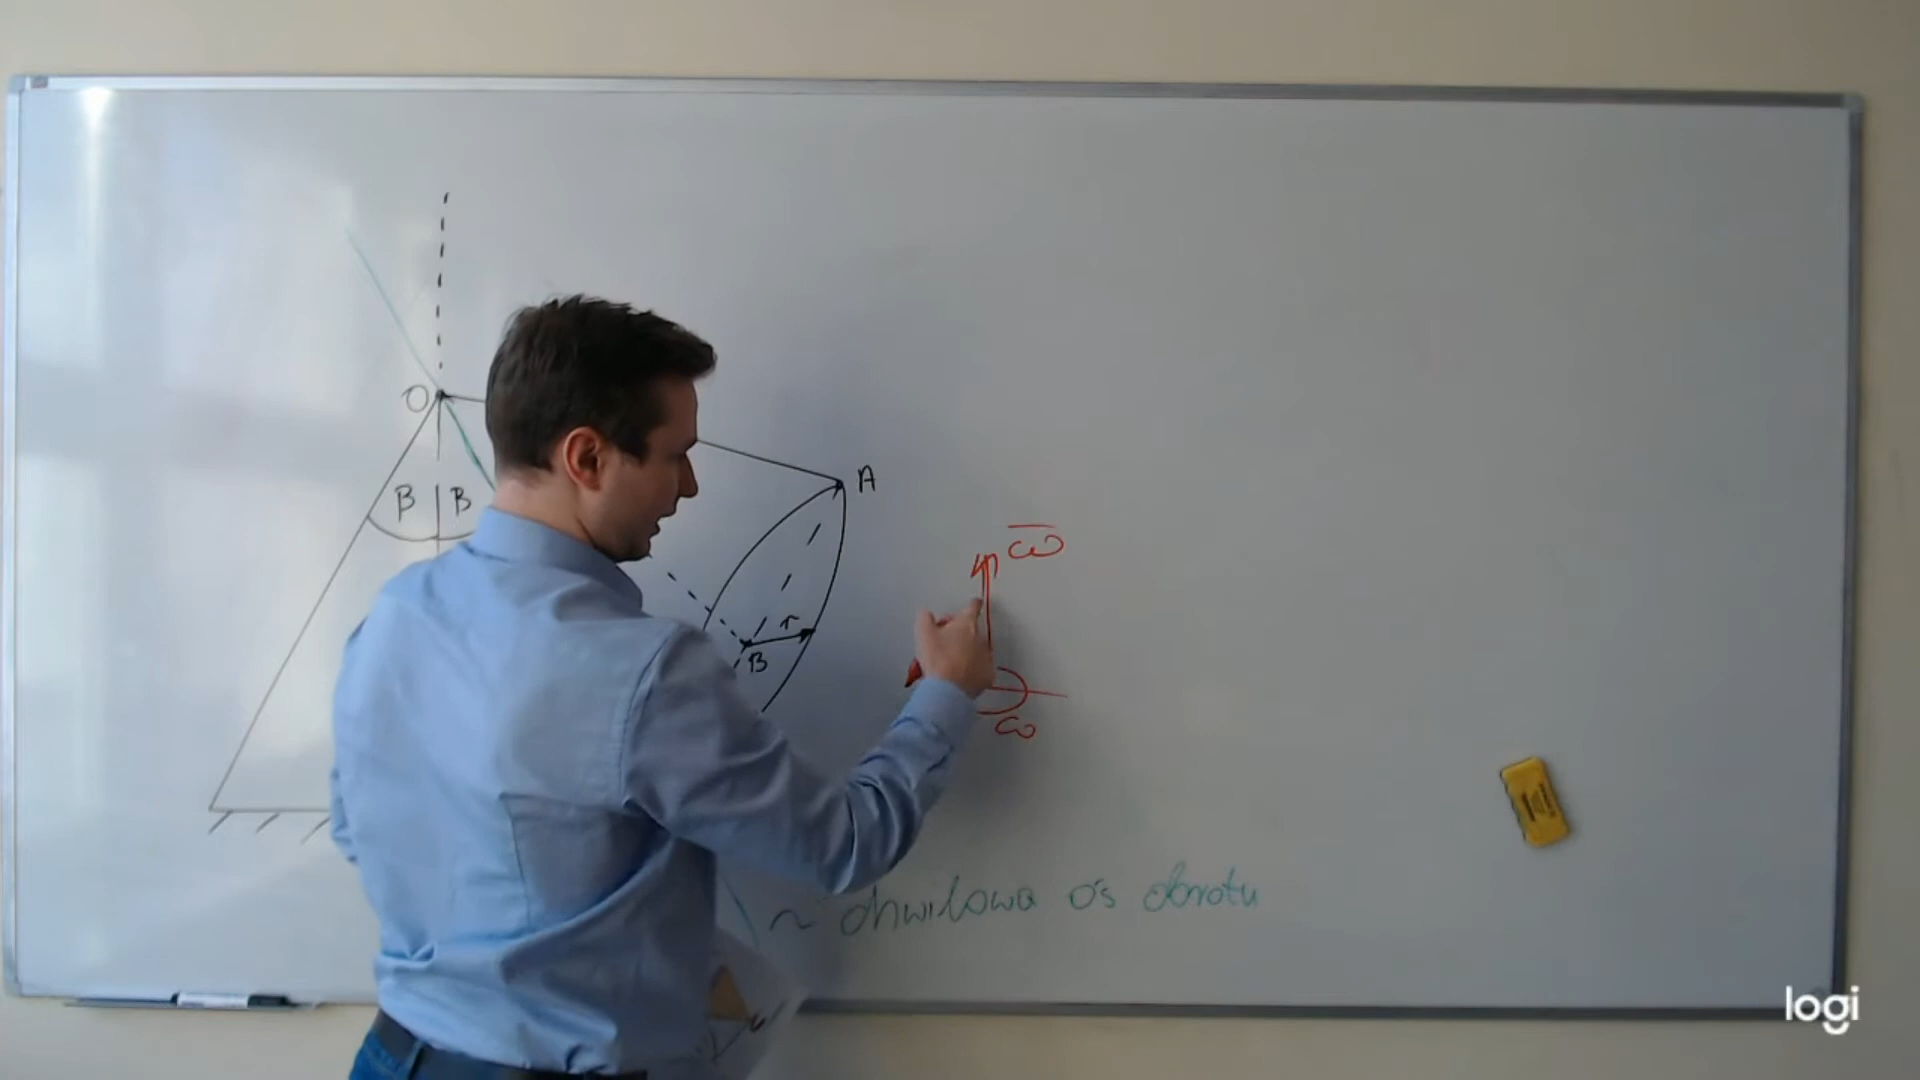 O
β β
A
r
B
ω
ω
~ chwilowa oś obrotu
logi